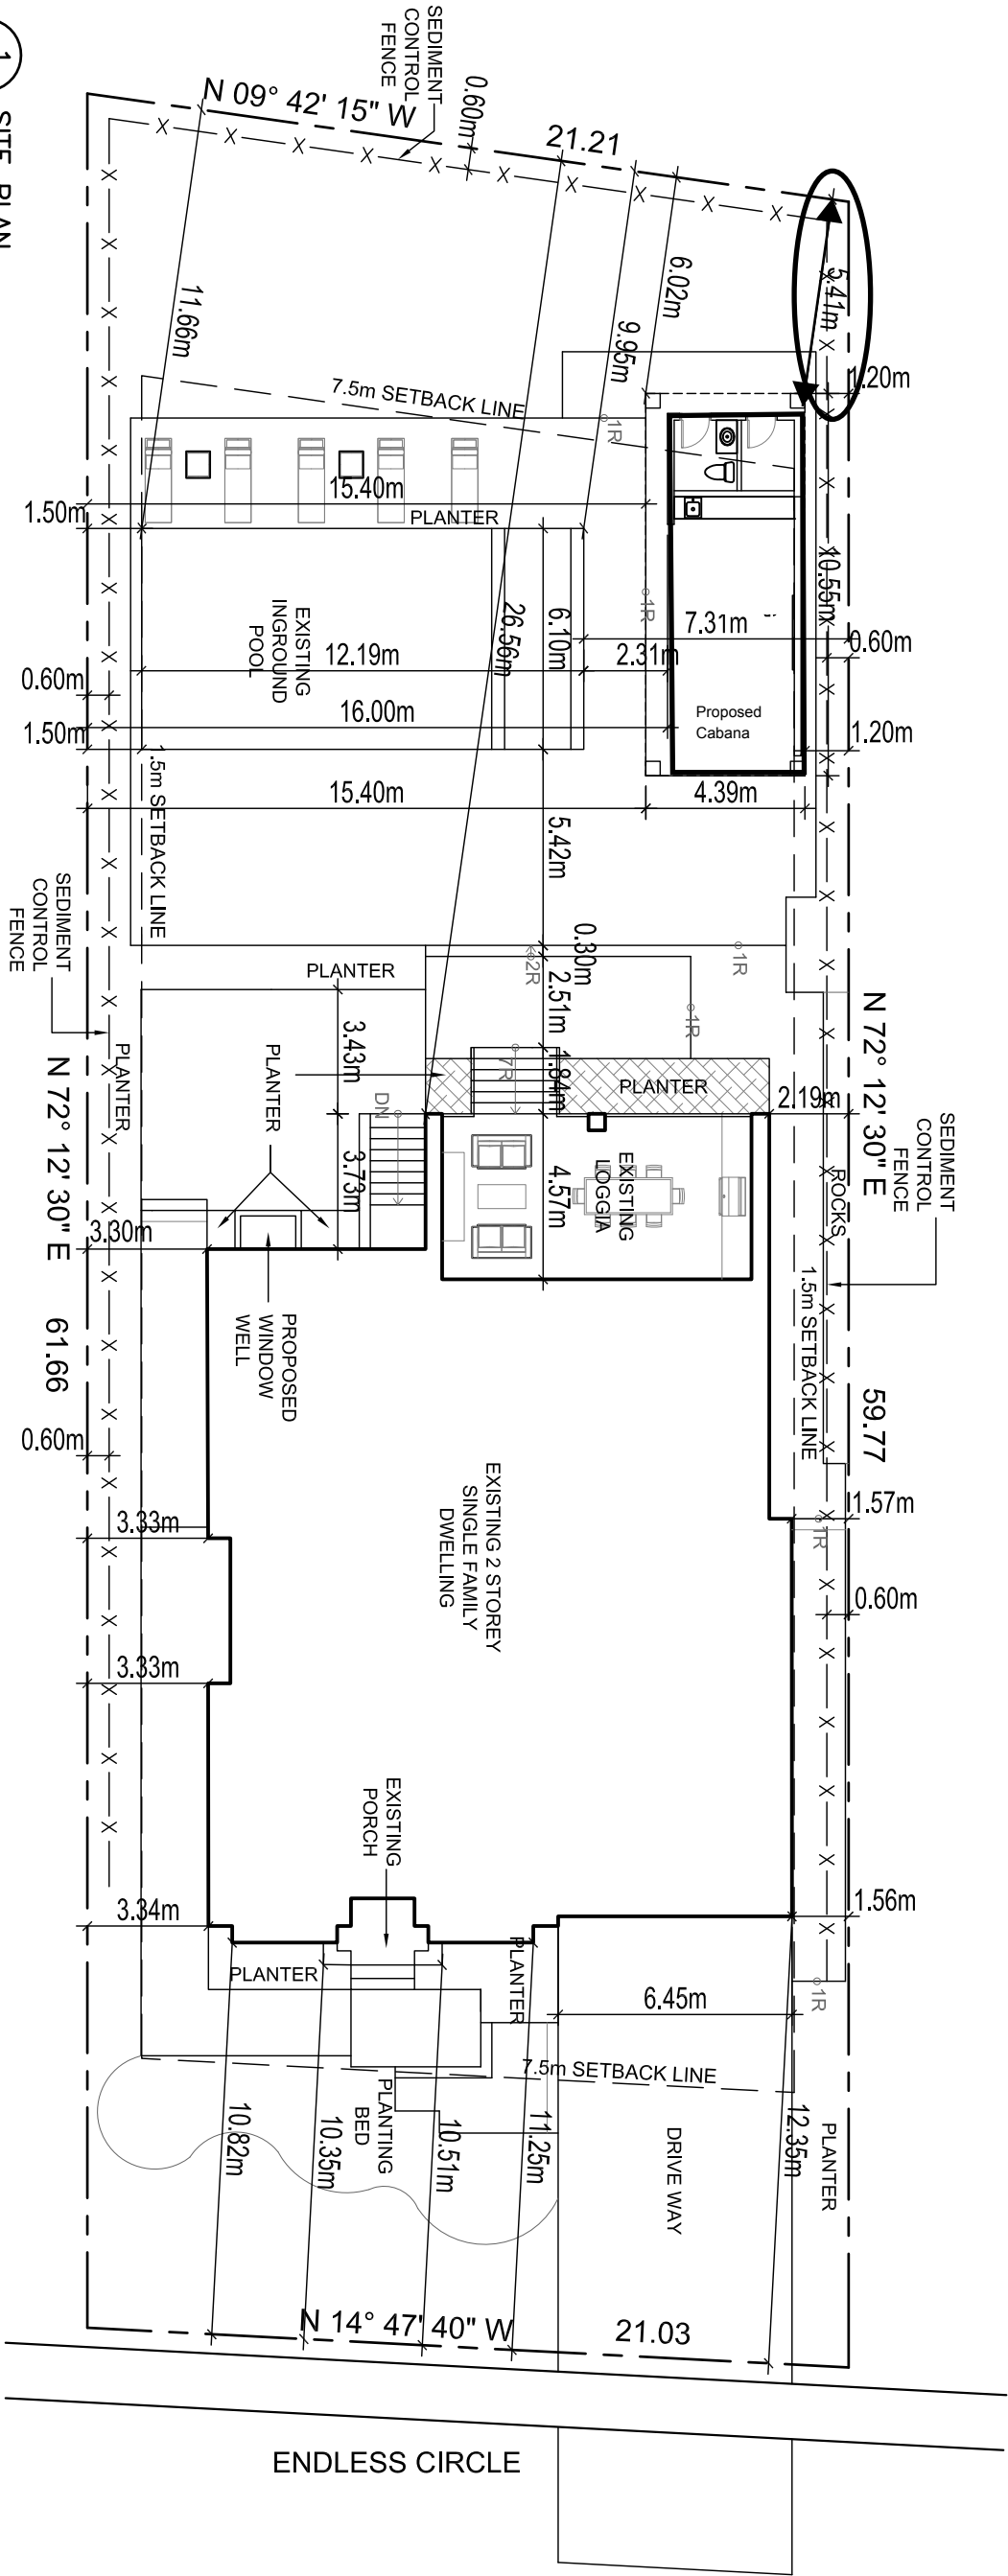 1
SITE PLAN
SEDIMENT
CONTROL
FENCE
N 09° 42' 15" W
0.60m
21.21
5.41m
1.20m
6.02m
9.95m
11.66m
7.5m SETBACK LINE
1R
15.40m
1.50m
PLANTER
10.55m
EXISTING
INGROUND
POOL
26.56m
6.10m
1R
7.31m
0.60m
12.19m
2.31m
0.60m
16.00m
Proposed
Cabana
1.50m
1.20m
1.5m SETBACK LINE
15.40m
4.39m
5.42m
SEDIMENT
CONTROL
FENCE
0.30m
2R
1R
PLANTER
2.51m
1R
N 72° 12' 30" E
59.77
3.43m
PLANTER
PLANTER
7R
1.84m
PLANTER
2.19m
DN
SEDIMENT
CONTROL
FENCE
N 72° 12' 30" E
61.66
3.73m
4.57m
EXISTING
LOGGIA
ROCKS
3.30m
1.5m SETBACK LINE
PROPOSED
WINDOW
WELL
0.60m
EXISTING 2 STOREY
SINGLE FAMILY
DWELLING
1.57m
1R
3.33m
0.60m
3.33m
EXISTING
PORCH
3.34m
1.56m
PLANTER
PLANTER
6.45m
1R
7.5m SETBACK LINE
PLANTING
BED
10.82m
10.35m
10.51m
11.25m
12.35m
DRIVE WAY
PLANTER
N 14° 47' 40" W
21.03
ENDLESS CIRCLE